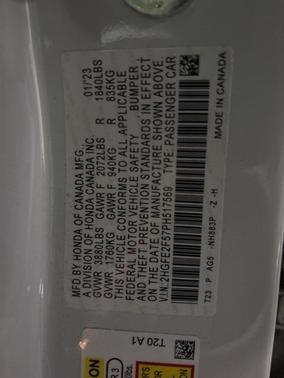 MFD BY HONDA OF CANADA MFG. 01/23
A DIVISION OF HONDA CANADA INC
GVWR 3880LBS GAWR F 2072LBS R 1840LBS
GVWR 1760KG GAWR F 940KG R 835KG
THIS VEHICLE CONFORMS TO ALL APPLICABLE
FEDERAL MOTOR VEHICLE SAFETY, BUMPER
AND THEFT PREVENTION STANDARDS IN EFFECT
ON THE DATE OF MANUFACTURE SHOWN ABOVE.
V.I.N. 2HGFE2F57PH517569 TYPE: PASSENGER CAR
T23 P AG5 -NH883P -Z -H
MADE IN CANADA
T20 A1